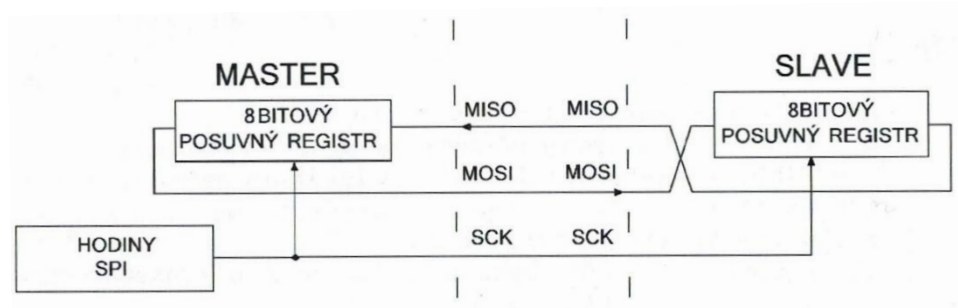 MASTER
SLAVE
8BITOVÝ
POSUVNÝ REGISTR
MISO MISO
8BITOVÝ
POSUVNÝ REGISTR
MOSI MOSI
HODINY
SPI
SCK SCK